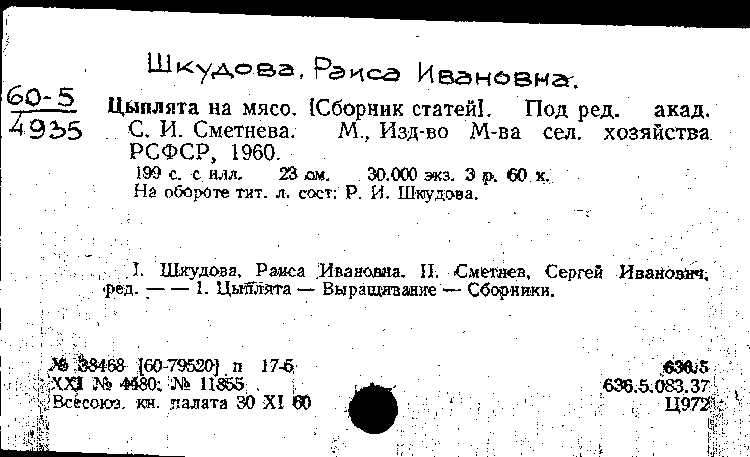 Шкудова, Раиса Ивановна.
60-5
4935
Цыплята на мясо. [Сборник статей]. Под ред. акад.
С. И. Сметнева. М., Изд-во М-ва сел. хозяйства
РСФСР, 1960.
199 с. с илл. 23 см. 30.000 экз. 3 р. 60 к.
На обороте тит. л. сост: Р. И. Шкудова.
I. Шкудова, Раиса Ивановна. II. Сметнев, Сергей Иванович,
ред. — — 1. Цыплята — Выращивание — Сборники.
№ 38468 [60-79520] п 17-6 636.5
XXI № 4480; № 11855 636.5.083.37
Всесоюз. кн. палата 30 XI 60 Ц972